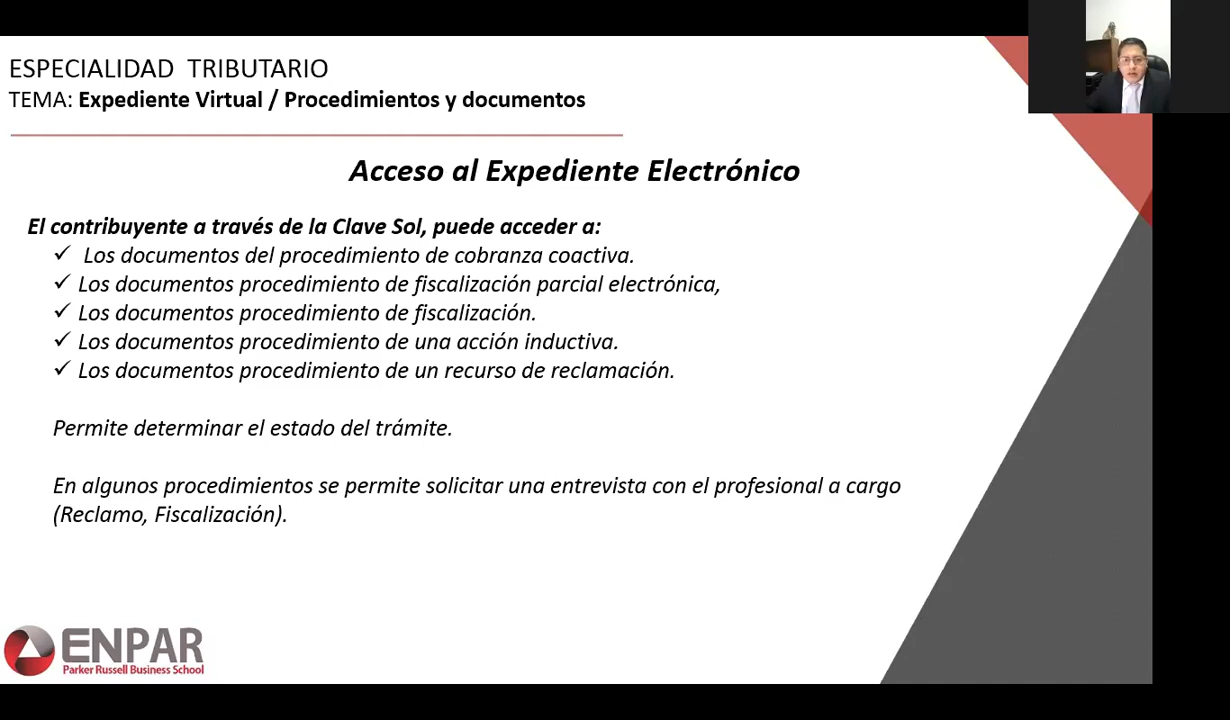 ESPECIALIDAD TRIBUTARIO
TEMA: Expediente Virtual / Procedimientos y documentos
Acceso al Expediente Electrónico
El contribuyente a través de la Clave Sol, puede acceder a:
✓ Los documentos del procedimiento de cobranza coactiva.
✓ Los documentos procedimiento de fiscalización parcial electrónica,
✓ Los documentos procedimiento de fiscalización.
✓ Los documentos procedimiento de una acción inductiva.
✓ Los documentos procedimiento de un recurso de reclamación.
Permite determinar el estado del trámite.
En algunos procedimientos se permite solicitar una entrevista con el profesional a cargo
(Reclamo, Fiscalización).
ENPAR
Parker Russell Business School